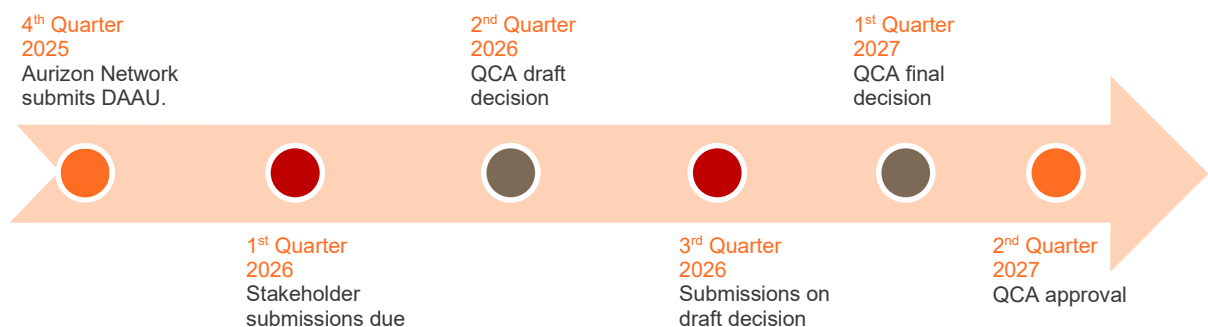 4th Quarter
2025
Aurizon Network
submits DAAU.
1st Quarter
2026
Stakeholder
submissions due
2nd Quarter
2026
QCA draft
decision
3rd Quarter
2026
Submissions on
draft decision
1st Quarter
2027
QCA final
decision
2nd Quarter
2027
QCA approval